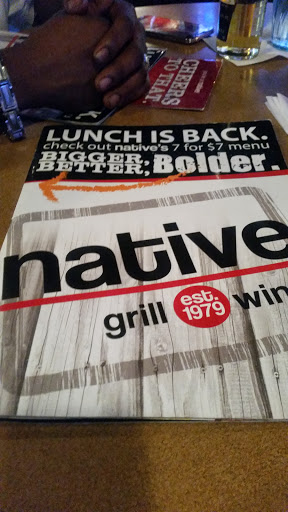 CHEERS
TO THAT.
LUNCH IS BACK.
check out native's 7 for $7 menu
BIGGER;
BETTER; Bolder.
native
grill est. 1979 win